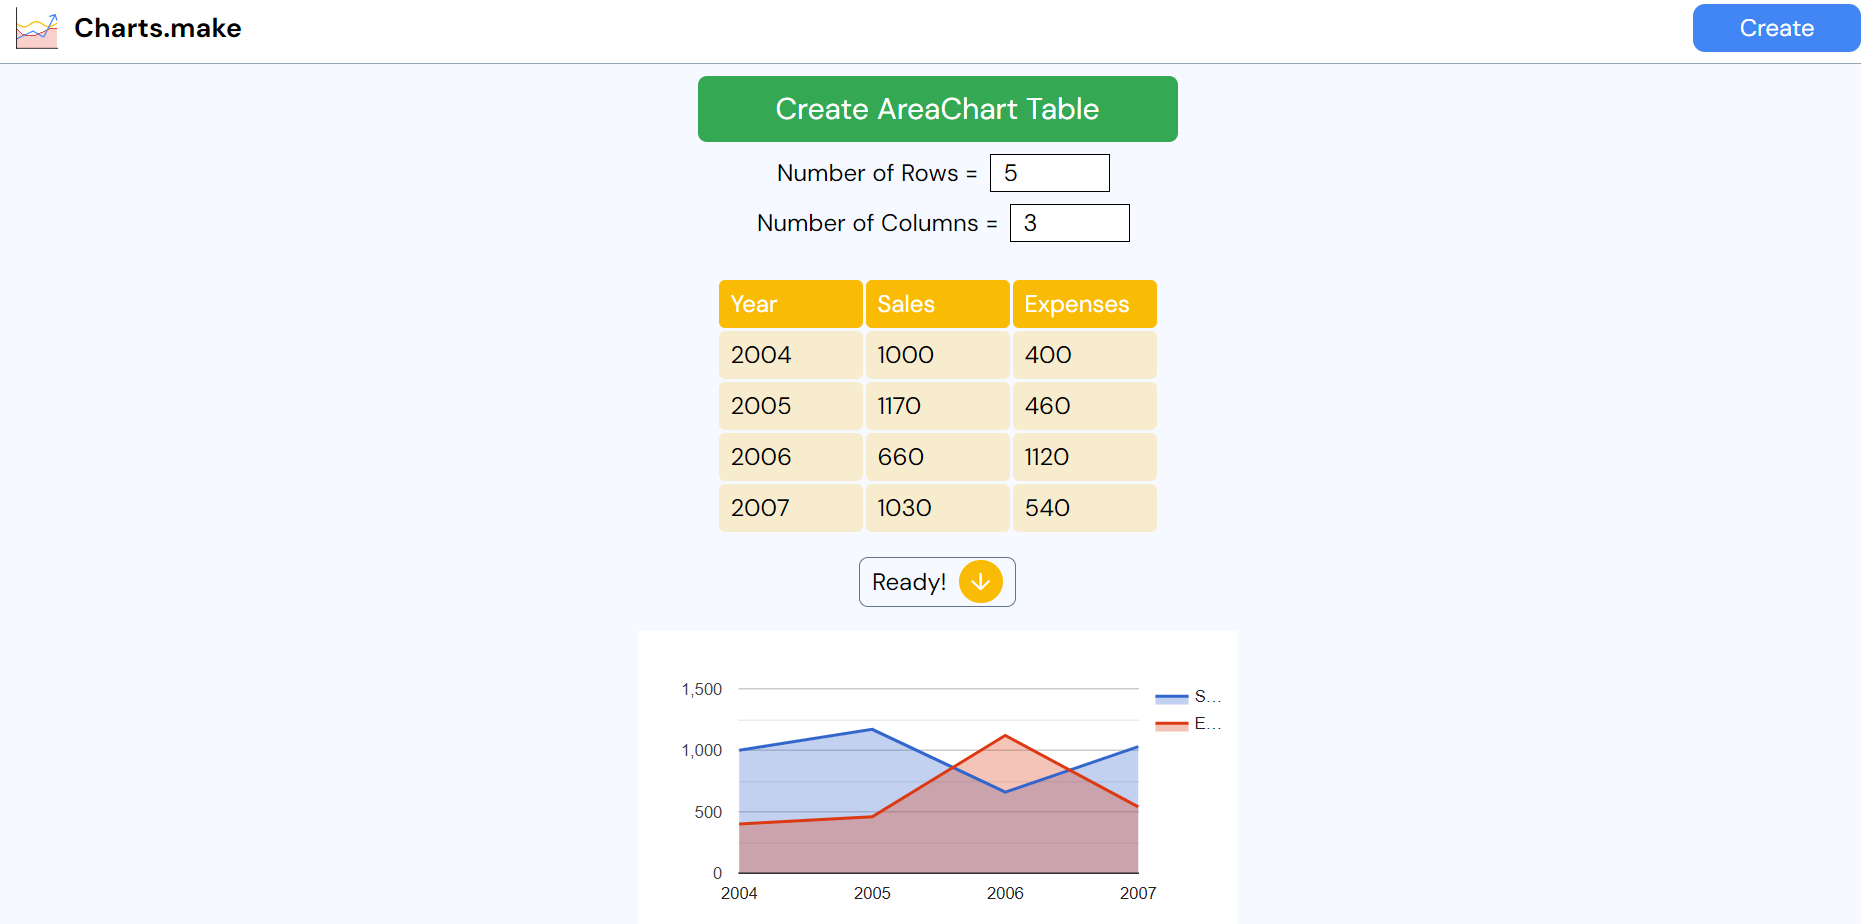 Charts.make
Create
Create AreaChart Table
Number of Rows = 5
Number of Columns = 3
Year Sales Expenses
2004 1000 400
2005 1170 460
2006 660 1120
2007 1030 540
Ready!
1,500
1,000
500
0
2004 2005 2006 2007
S...
E...